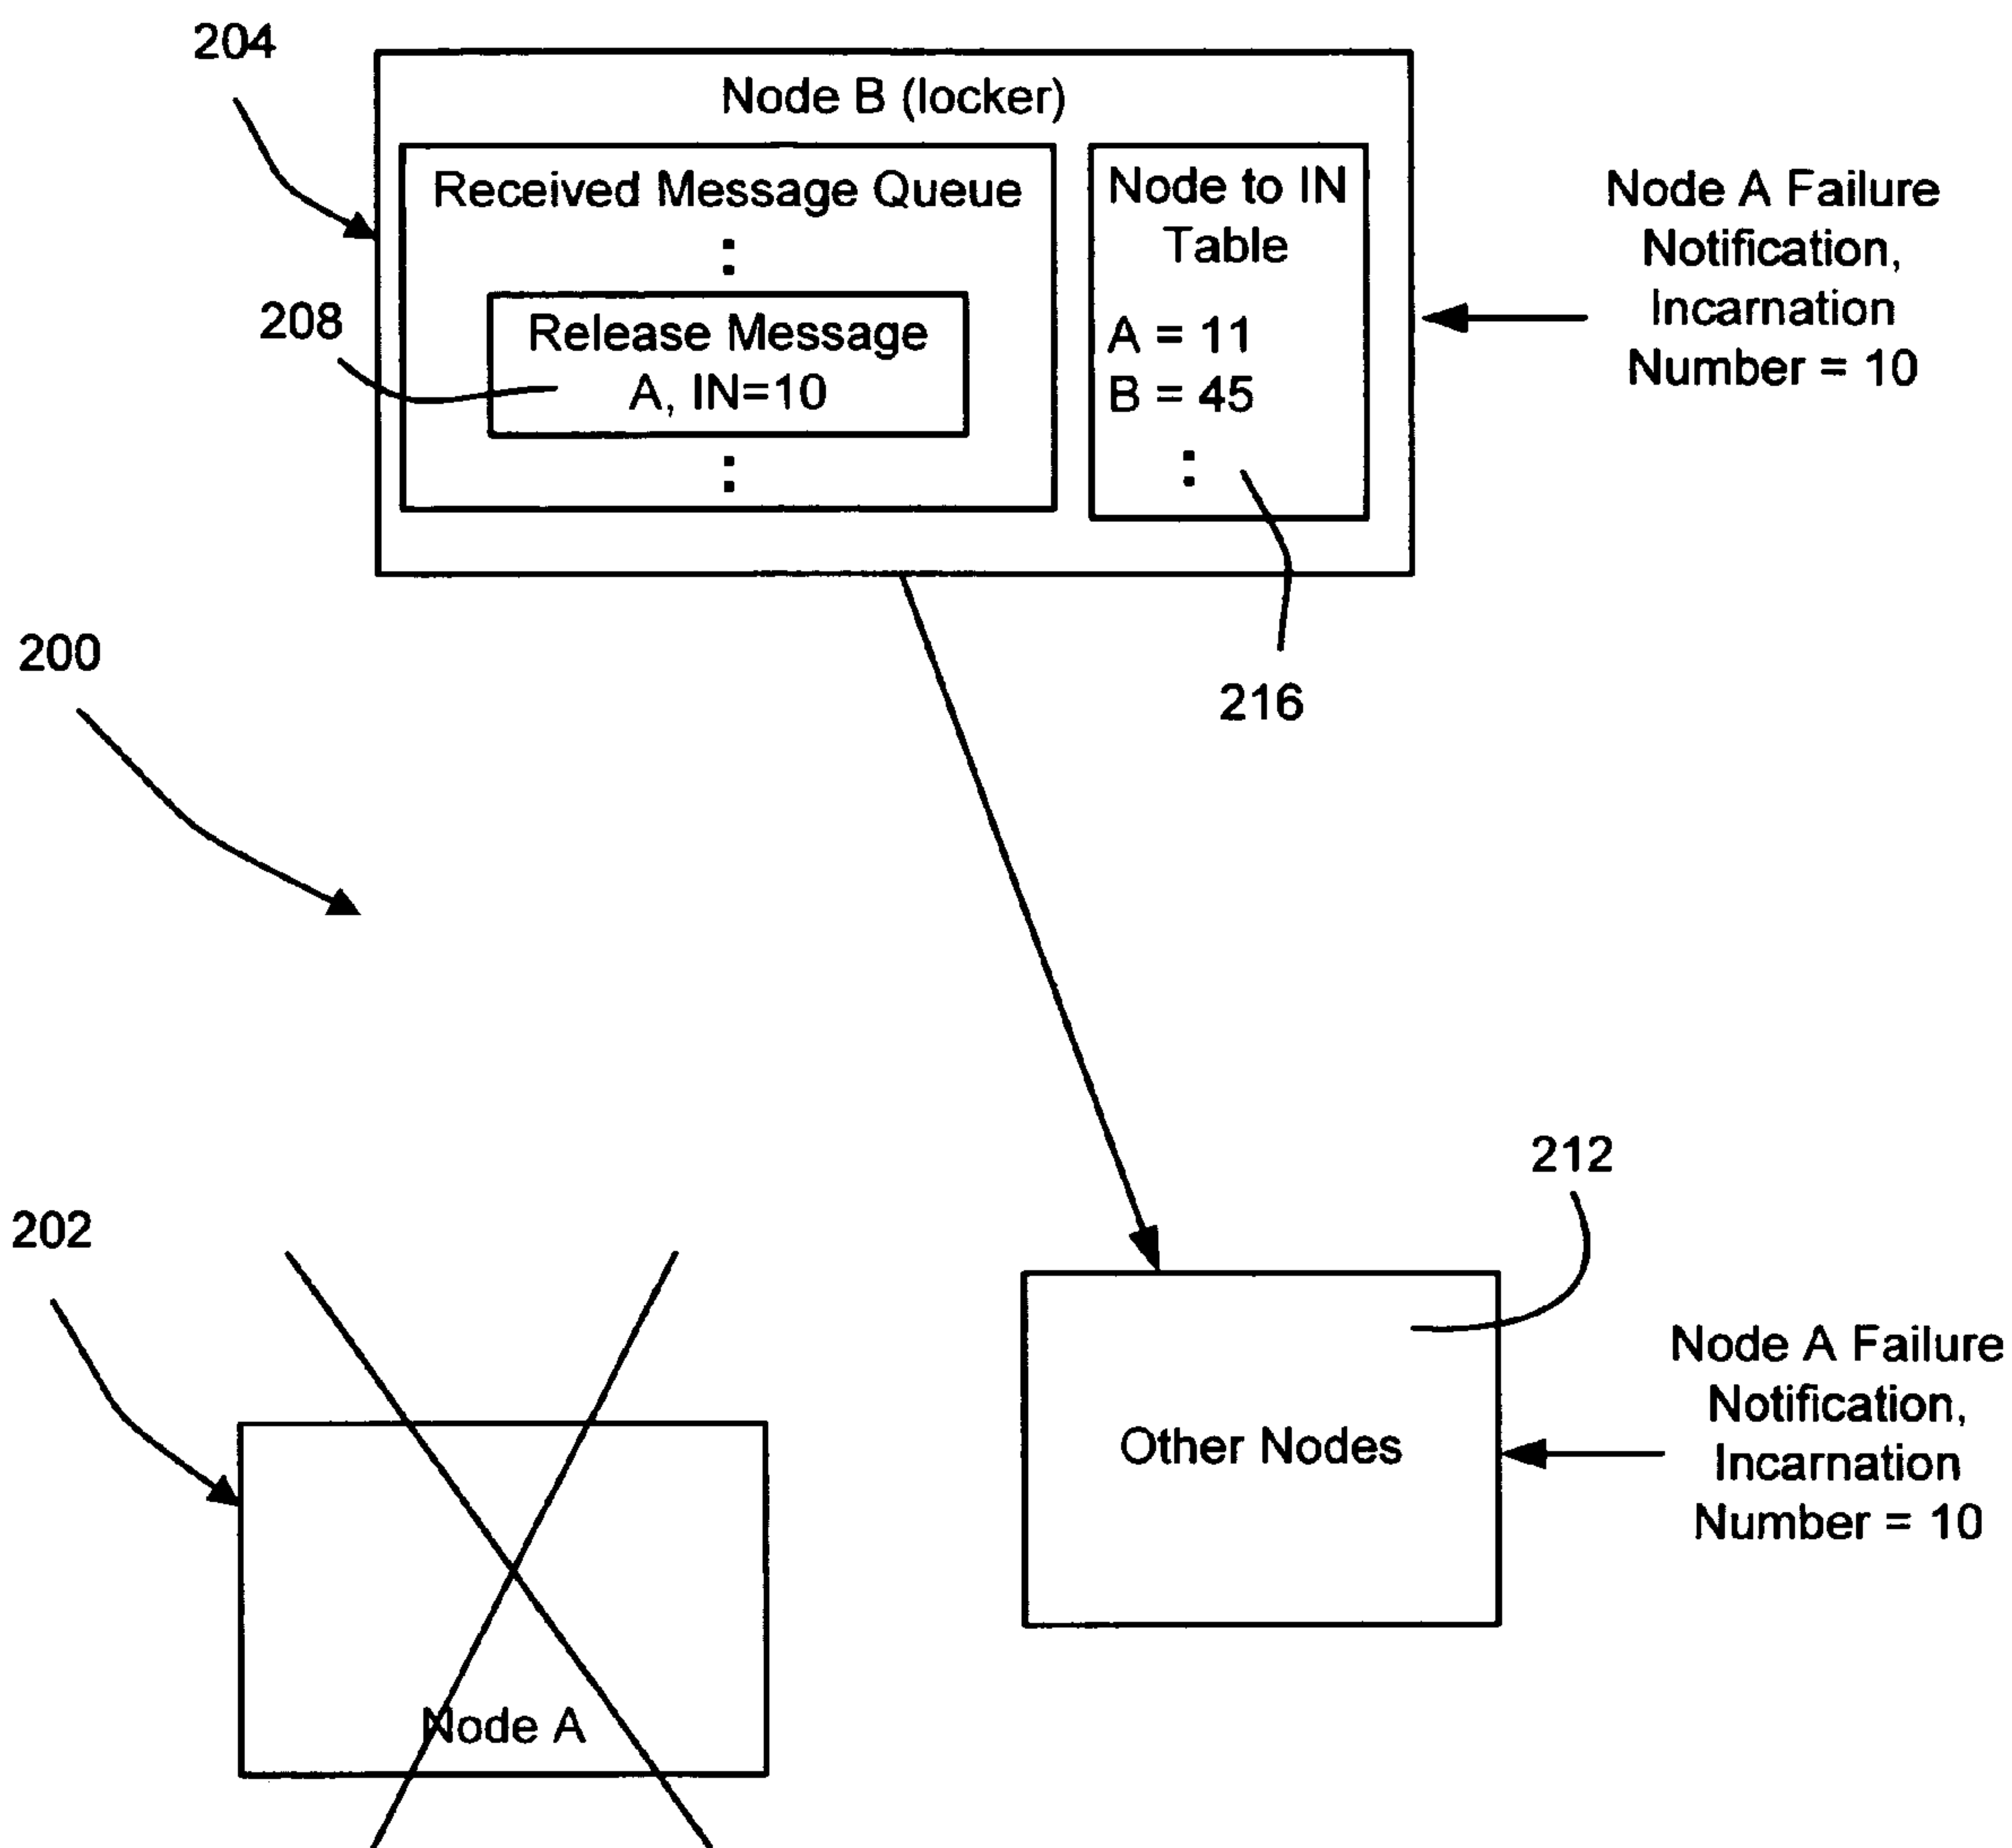 204
Node B (locker)
Received Message Queue
:
208
Release Message
A, IN=10
:
Node to IN
Table
A = 11
B = 45
:
216
Node A Failure
Notification,
Incarnation
Number = 10
200
202
Node A
212
Other Nodes
Node A Failure
Notification,
Incarnation
Number = 10